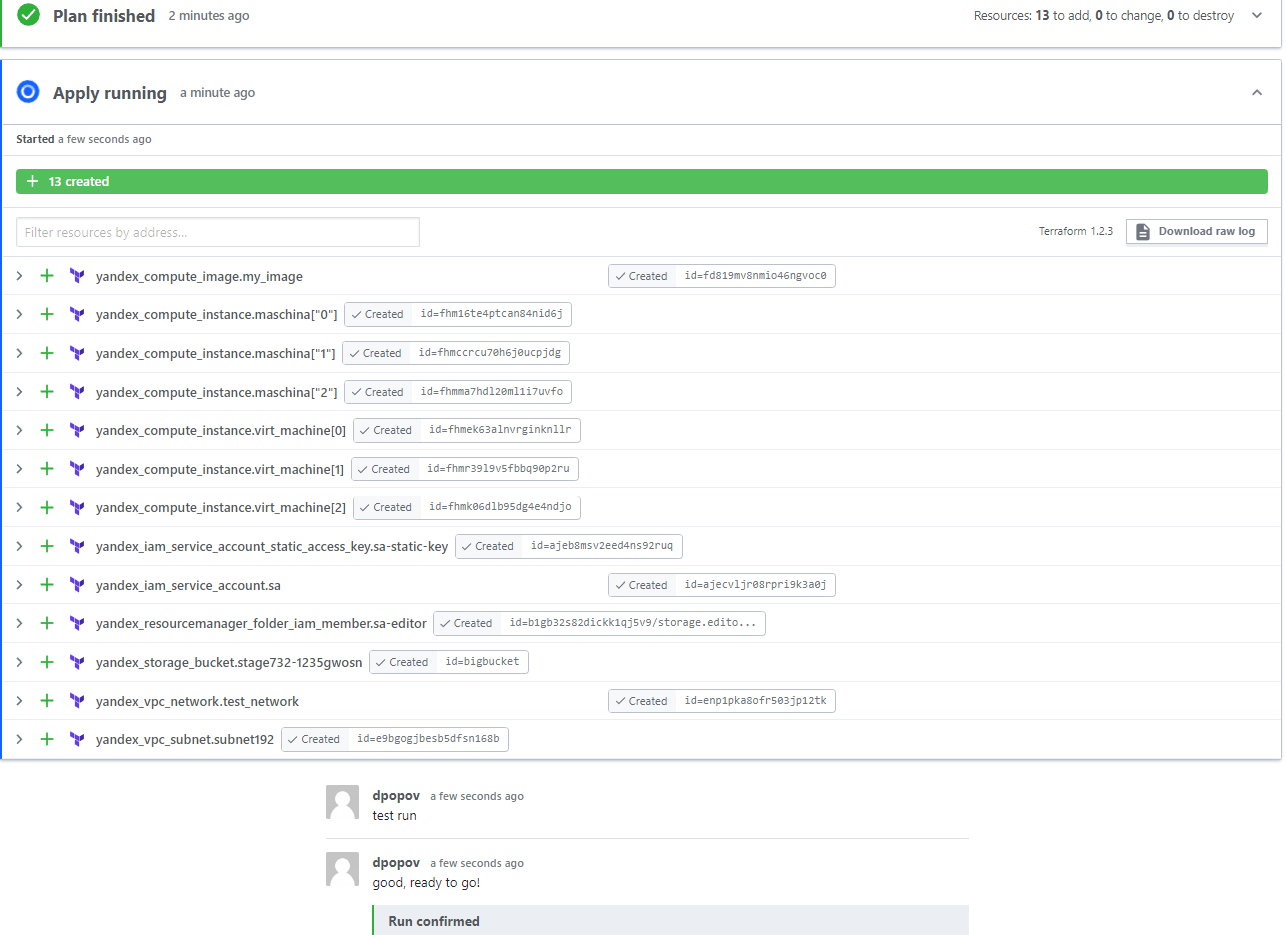 Plan finished 2 minutes ago Resources: 13 to add, 0 to change, 0 to destroy
Apply running a minute ago
Started a few seconds ago
+ 13 created
Filter resources by address... Terraform 1.2.3 Download raw log
yandex_compute_image.my_image Created id=fd819mv8nmio46ngvoc0
yandex_compute_instance.maschina["0"] Created id=fhm16te4ptcan84nid6j
yandex_compute_instance.maschina["1"] Created id=fhmccrcu70h6j0ucpjdg
yandex_compute_instance.maschina["2"] Created id=fhmma7hdl20ml1i7uvfo
yandex_compute_instance.virt_machine[0] Created id=fhmek63alnvrginknllr
yandex_compute_instance.virt_machine[1] Created id=fhmr39l9v5fbbq90p2ru
yandex_compute_instance.virt_machine[2] Created id=fhmk06dlb95dg4e4ndjo
yandex_iam_service_account_static_access_key.sa-static-key Created id=ajeb8msv2eed4ns92ruq
yandex_iam_service_account.sa Created id=ajecvljr08rpri9k3a0j
yandex_resourcemanager_folder_iam_member.sa-editor Created id=b1gb32s82dickk1qj5v9/storage.edito...
yandex_storage_bucket.stage732-1235gwosn Created id=bigbucket
yandex_vpc_network.test_network Created id=enp1pka8ofr503jp12tk
yandex_vpc_subnet.subnet192 Created id=e9bgogjbesb5dfsn168b
dpopov a few seconds ago
test run
dpopov a few seconds ago
good, ready to go!
Run confirmed